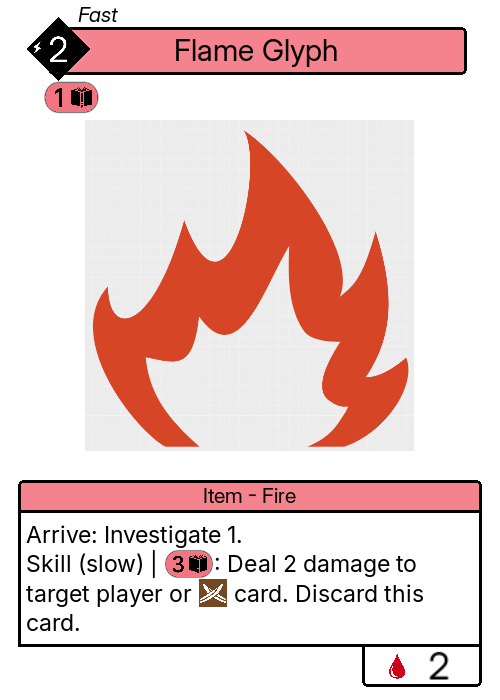 Fast
2
Flame Glyph
1
Item - Fire
Arrive: Investigate 1.
Skill (slow) | 3 : Deal 2 damage to
target player or card. Discard this
card.
2